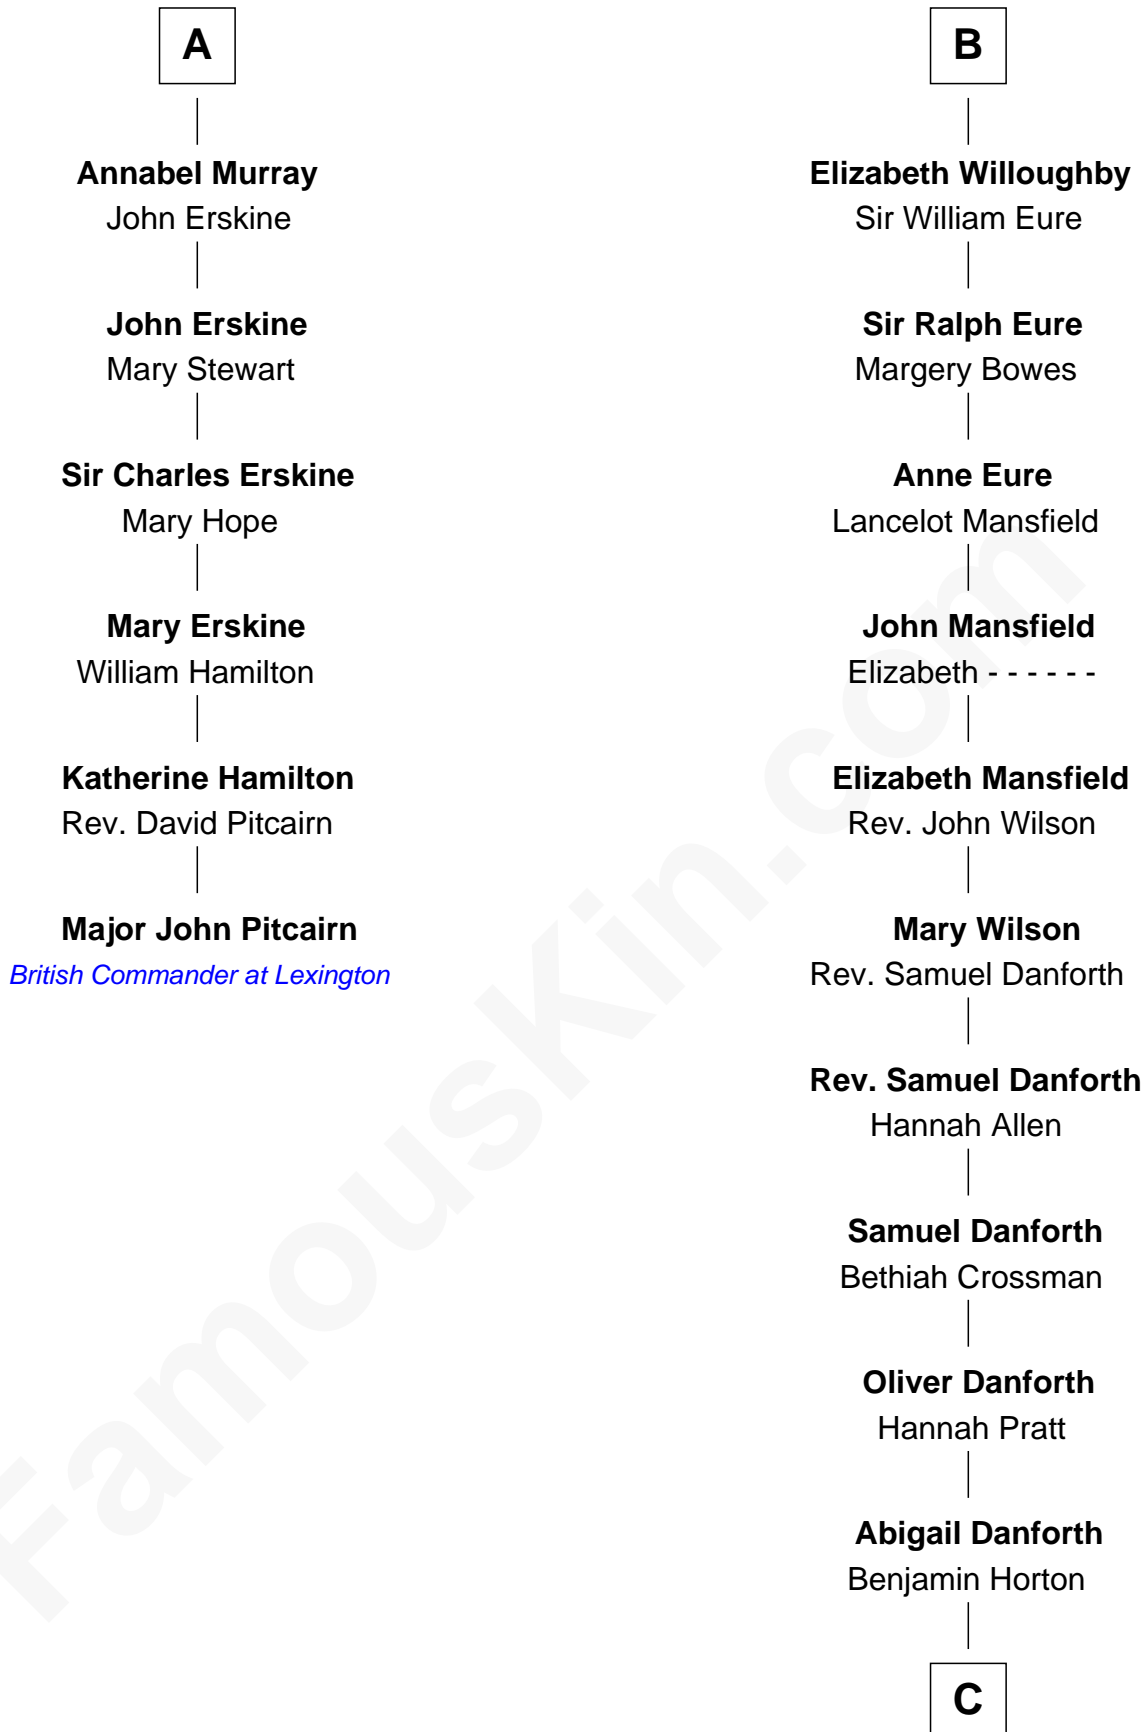 A
Annabel Murray
John Erskine
John Erskine
Mary Stewart
Sir Charles Erskine
Mary Hope
Mary Erskine
William Hamilton
Katherine Hamilton
Rev. David Pitcairn
Major John Pitcairn
British Commander at Lexington
B
Elizabeth Willoughby
Sir William Eure
Sir Ralph Eure
Margery Bowes
Anne Eure
Lancelot Mansfield
John Mansfield
Elizabeth - - - - - -
Elizabeth Mansfield
Rev. John Wilson
Mary Wilson
Rev. Samuel Danforth
Rev. Samuel Danforth
Hannah Allen
Samuel Danforth
Bethiah Crossman
Oliver Danforth
Hannah Pratt
Abigail Danforth
Benjamin Horton
C
FamousKin.com